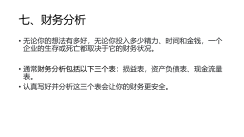 七、财务分析
• 无论你的想法有多好，无论你投入多少精力、时间和金钱，一个
企业的生存或死亡都取决于它的财务状况。
• 通常财务分析包括以下三个表：损益表、资产负债表、现金流量
表。
• 认真写好并分析这三个表会让你的财务更安全。